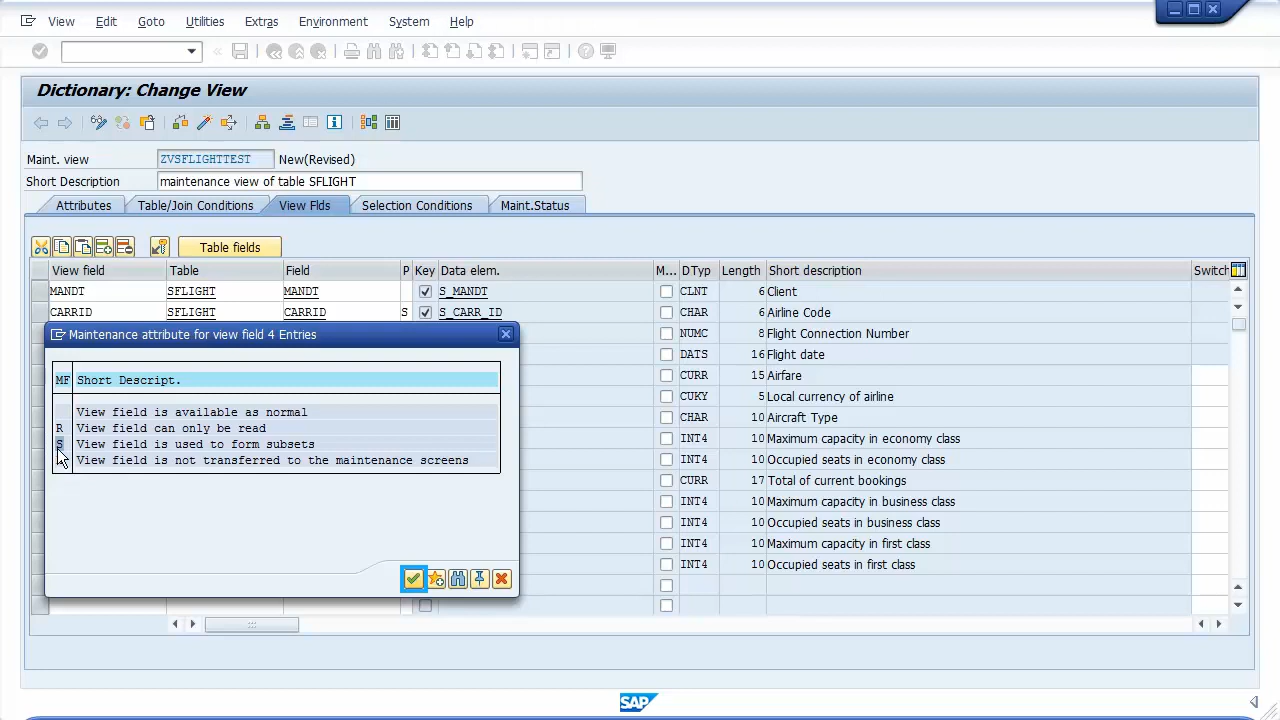 View Edit Goto Utilities Extras Environment System Help
Dictionary: Change View
Maint. view ZVSFLIGHTTEST New(Revised)
Short Description maintenance view of table SFLIGHT
Attributes Table/Join Conditions View Flds Selection Conditions Maint.Status
Table fields
View field Table Field P Key Data elem. M... DTyp Length Short description Switch
MANDT SFLIGHT MANDT S_MANDT CLNT 6 Client
CARRID SFLIGHT CARRID S S_CARR_ID CHAR 6 Airline Code
NUMC 8 Flight Connection Number
DATS 16 Flight date
CURR 15 Airfare
CUKY 5 Local currency of airline
CHAR 10 Aircraft Type
INT4 10 Maximum capacity in economy class
INT4 10 Occupied seats in economy class
CURR 17 Total of current bookings
INT4 10 Maximum capacity in business class
INT4 10 Occupied seats in business class
INT4 10 Maximum capacity in first class
INT4 10 Occupied seats in first class
Maintenance attribute for view field 4 Entries
MF Short Descript.
View field is available as normal
R View field can only be read
S View field is used to form subsets
View field is not transferred to the maintenance screens
SAP